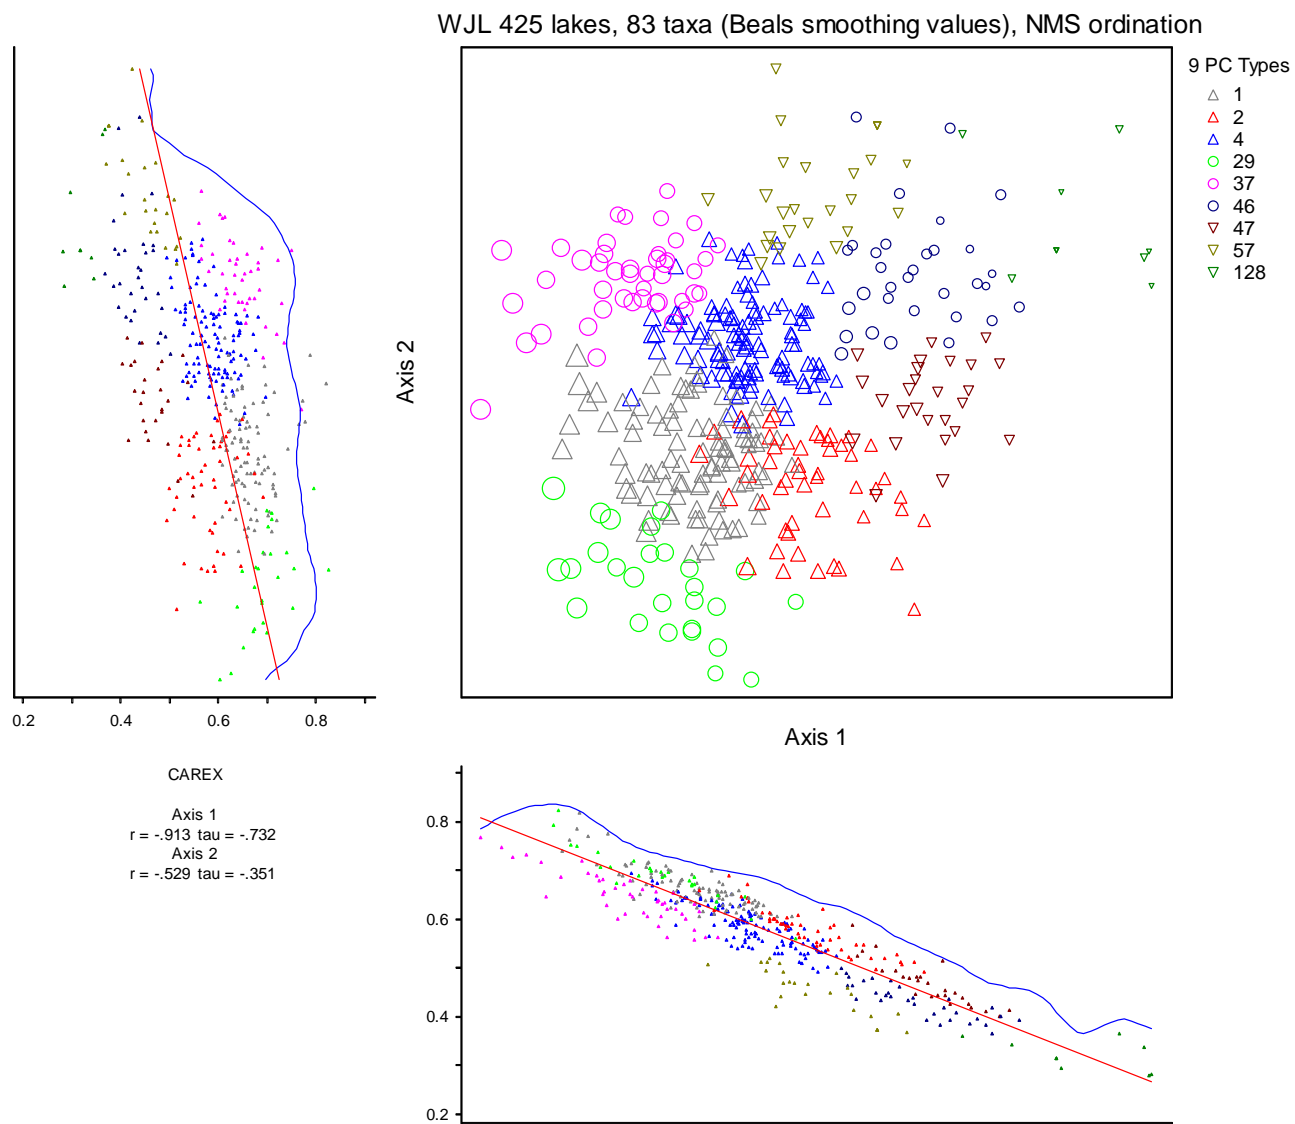 WJL 425 lakes, 83 taxa (Beals smoothing values), NMS ordination
9 PC Types
1
2
4
29
37
46
47
57
128
Axis 2
0.2 0.4 0.6 0.8
Axis 1
CAREX
Axis 1
r = -.913 tau = -.732
Axis 2
r = -.529 tau = -.351
0.8
0.6
0.4
0.2